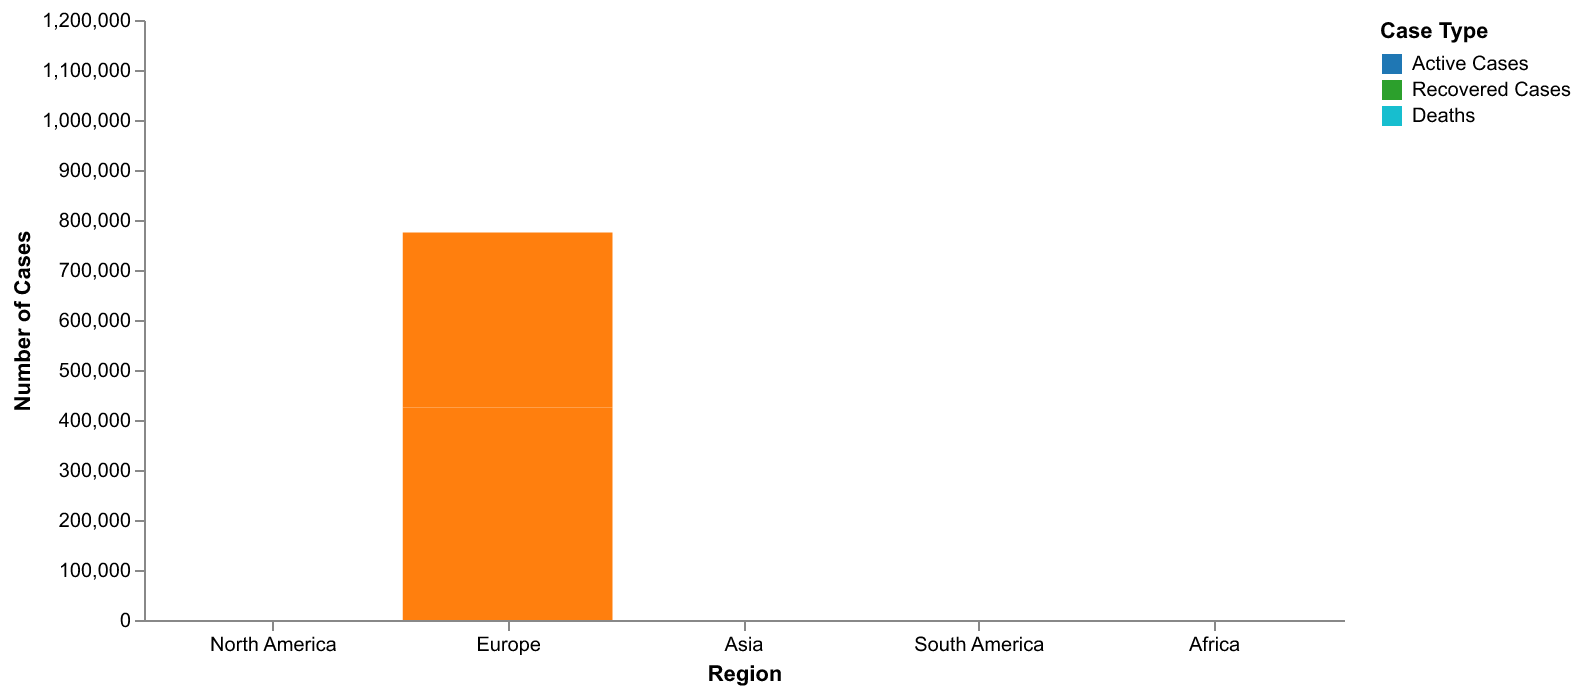 1,200,000
1,100,000
1,000,000
900,000
800,000
700,000
600,000
500,000
400,000
300,000
200,000
100,000
0
Number of Cases
North America
Europe
Asia
South America
Africa
Region
Case Type
Active Cases
Recovered Cases
Deaths